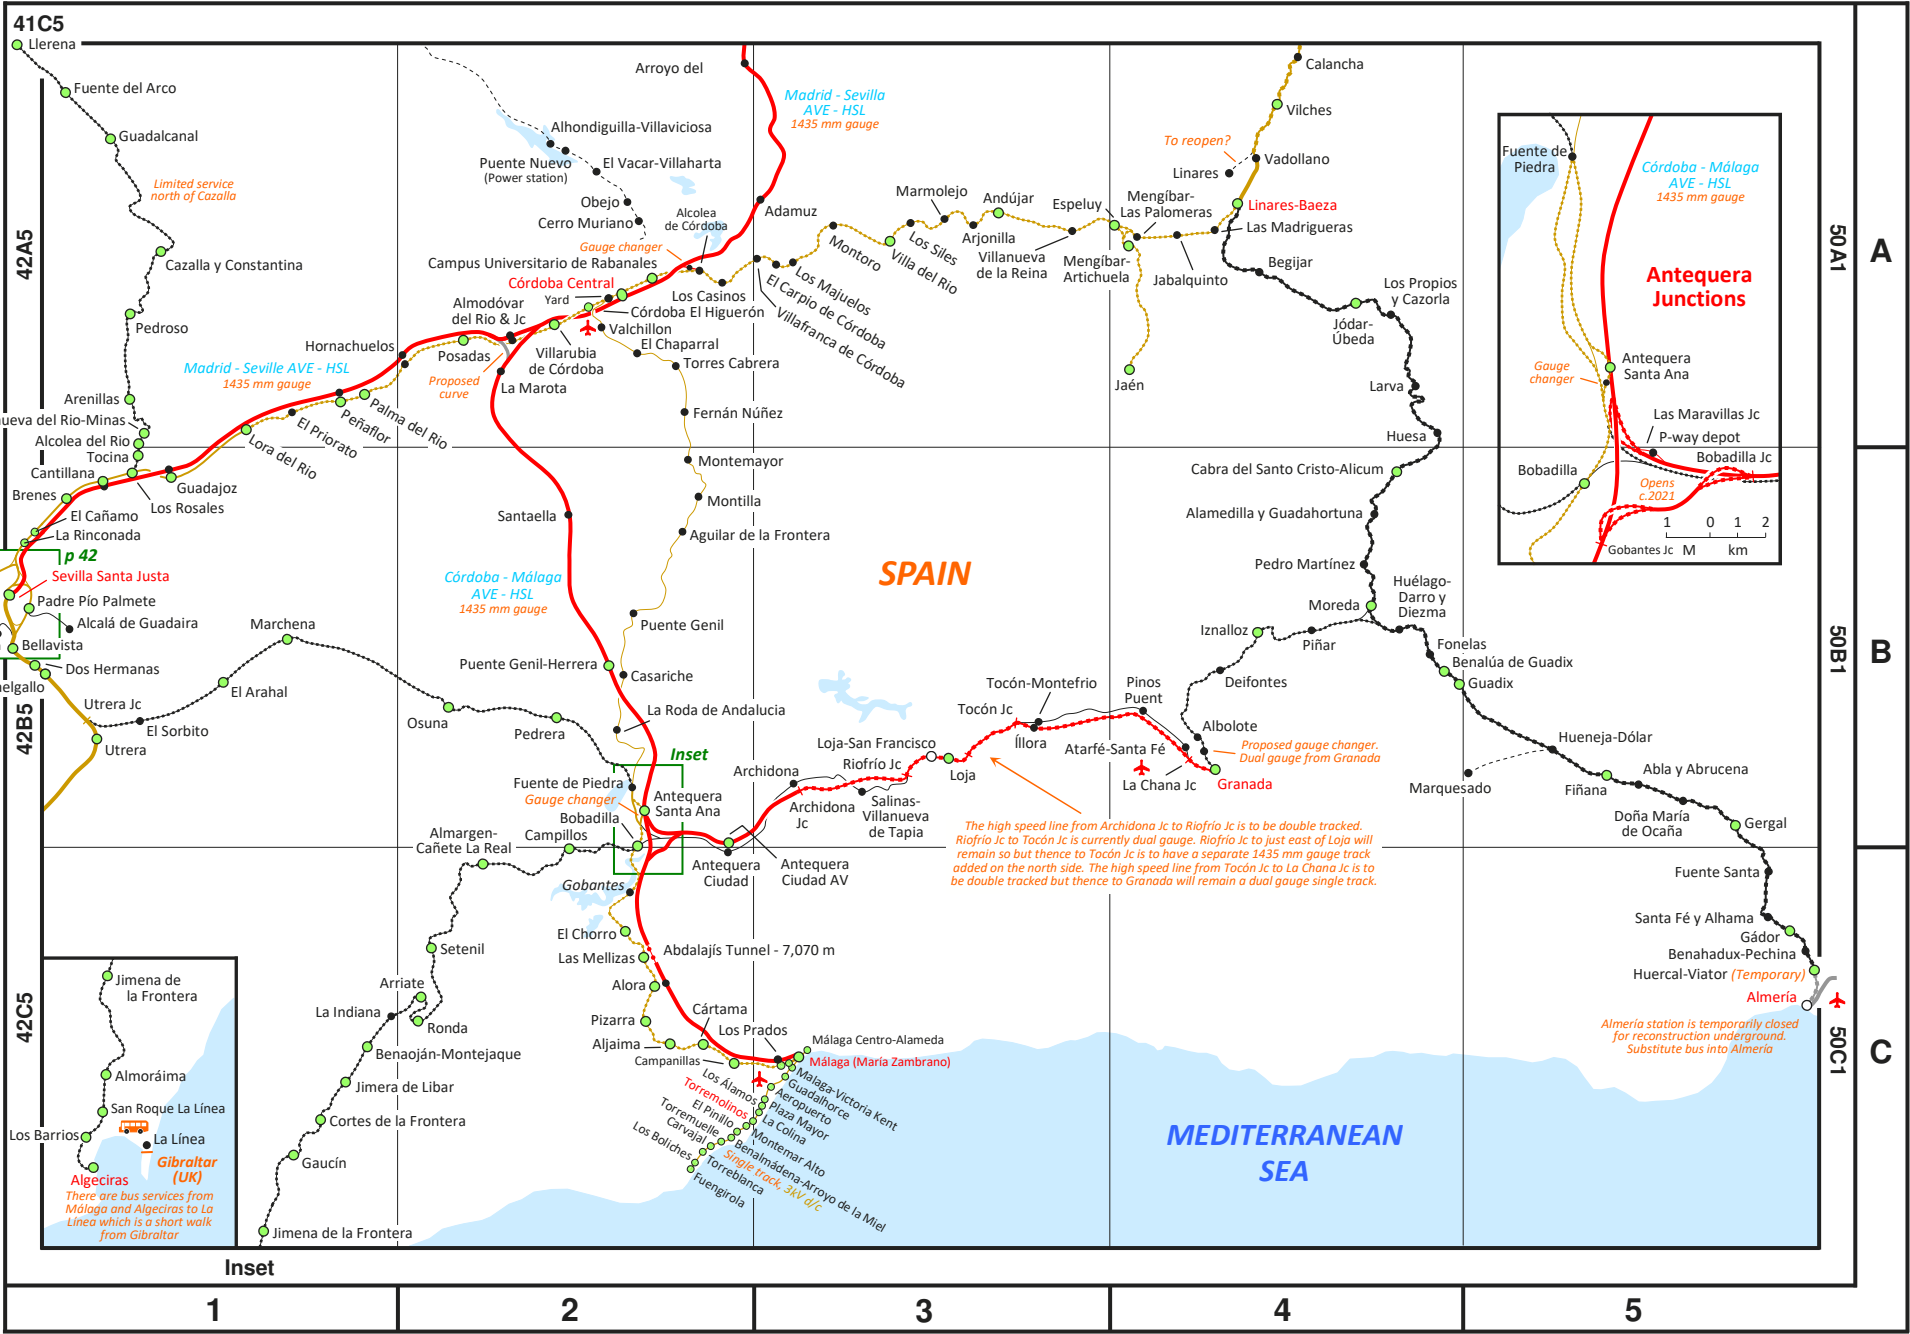 41C5
Llerena
Fuente del Arco
Guadalcanal
Limited service
north of Cazalla
Cazalla y Constantina
Pedroso
42A5
Arenillas
ueva del Rio-Minas
Alcolea del Rio
Tocina
Cantillana
Brenes
El Cañamo
La Rinconada
p 42
Sevilla Santa Justa
Padre Pío Palmete
Alcalá de Guadaira
Bellavista
Dos Hermanas
elgallo
42B5
Utrera Jc
El Sorbito
Utrera
El Arahal
Marchena
Los Rosales
Guadajoz
Lora del Rio
El Priorato
Peñaflor
Palma del Rio
Madrid - Seville AVE - HSL
1435 mm gauge
Hornachuelos
Posadas
Almodóvar
del Rio & Jc
Proposed
curve
La Marota
Villarubia
de Córdoba
Yard
Córdoba Central
Campus Universitario de Rabanales
Gauge changer
Alcolea
de Córdoba
Alhondiguilla-Villaviciosa
Puente Nuevo
(Power station)
El Vacar-Villaharta
Obejo
Cerro Muriano
Arroyo del
Madrid - Sevilla
AVE - HSL
1435 mm gauge
Adamuz
Los Casinos
Córdoba El Higuerón
Valchillon
El Chaparral
Torres Cabrera
Fernán Núñez
Montemayor
Montilla
Aguilar de la Frontera
Santaella
Córdoba - Málaga
AVE - HSL
1435 mm gauge
Puente Genil
Puente Genil-Herrera
Casariche
La Roda de Andalucia
Osuna
Pedrera
Inset
Fuente de Piedra
Gauge changer
Antequera
Santa Ana
Bobadilla
Campillos
Almargen-
Cañete La Real
Antequera
Ciudad
Antequera
Ciudad AV
Gobantes
El Chorro
Las Mellizas
Abdalajís Tunnel - 7,070 m
Alora
Pizarra
Aljaima
Cártama
Los Prados
Campanillas
Málaga Centro-Alameda
Málaga (María Zambrano)
Malaga-Victoria Kent
Guadalhorce
Aeropuerto
Plaza Mayor
La Colina
Los Álamos
Torremolinos
Montemar Alto
El Pinillo
Benalmádena-Arroyo de la Miel
Torremuelle
Carvajal
Torreblanca
Los Boliches
Fuengirola
Single track, 3kV d/c
Setenil
Arriate
La Indiana
Ronda
Benaoján-Montejaque
Jimera de Libar
Cortes de la Frontera
Gaucín
Jimena de la Frontera
42C5
Jimena de
la Frontera
Almoráima
San Roque La Línea
Los Barrios
La Línea
Gibraltar
(UK)
Algeciras
There are bus services from
Málaga and Algeciras to La
Línea which is a short walk
from Gibraltar
Inset
El Carpio de Córdoba
Villafranca de Córdoba
Los Majuelos
Montoro
Villa del Rio
Los Siles
Marmolejo
Arjonilla
Andújar
Villanueva
de la Reina
Espeluy
Mengíbar-
Las Palomeras
Mengíbar-
Artichuela
Jabalquinto
Las Madrigueras
Jaén
Linares-Baeza
Linares
To reopen?
Vadollano
Vilches
Calancha
Begijar
Jódar-
Úbeda
Los Propios
y Cazorla
Larva
Huesa
Cabra del Santo Cristo-Alicum
Alamedilla y Guadahortuna
Pedro Martínez
Moreda
Huélago-
Darro y
Diezma
Piñar
Iznalloz
Deifontes
Albolote
Fonelas
Benalúa de Guadix
Guadix
Hueneja-Dólar
Marquesado
Fiñana
Abla y Abrucena
Doña María
de Ocaña
Gergal
Fuente Santa
Santa Fé y Alhama
Gádor
Benahadux-Pechina
Huercal-Viator (Temporary)
Almería
Almería station is temporarily closed
for reconstruction underground.
Substitute bus into Almería
SPAIN
Archidona
Archidona
Jc
Riofrío Jc
Salinas-
Villanueva
de Tapia
Loja-San Francisco
Loja
Tocón Jc
Tocón-Montefrio
Íllora
Pinos
Puent
Atarfé-Santa Fé
La Chana Jc
Granada
Proposed gauge changer.
Dual gauge from Granada
The high speed line from Archidona Jc to Riofrío Jc is to be double tracked.
Riofrío Jc to Tocón Jc is currently dual gauge. Riofrío Jc to just east of Loja will
remain so but thence to Tocón Jc is to have a separate 1435 mm gauge track
added on the north side. The high speed line from Tocón Jc to La Chana Jc is to
be double tracked but thence to Granada will remain a dual gauge single track.
MEDITERRANEAN
SEA
Fuente de
Piedra
Córdoba - Málaga
AVE - HSL
1435 mm gauge
Antequera
Junctions
Gauge
changer
Antequera
Santa Ana
Las Maravillas Jc
P-way depot
Bobadilla Jc
Bobadilla
Opens
c.2021
Gobantes Jc
1 0 1 2
M km
50A1
50B1
50C1
A
B
C
1
2
3
4
5